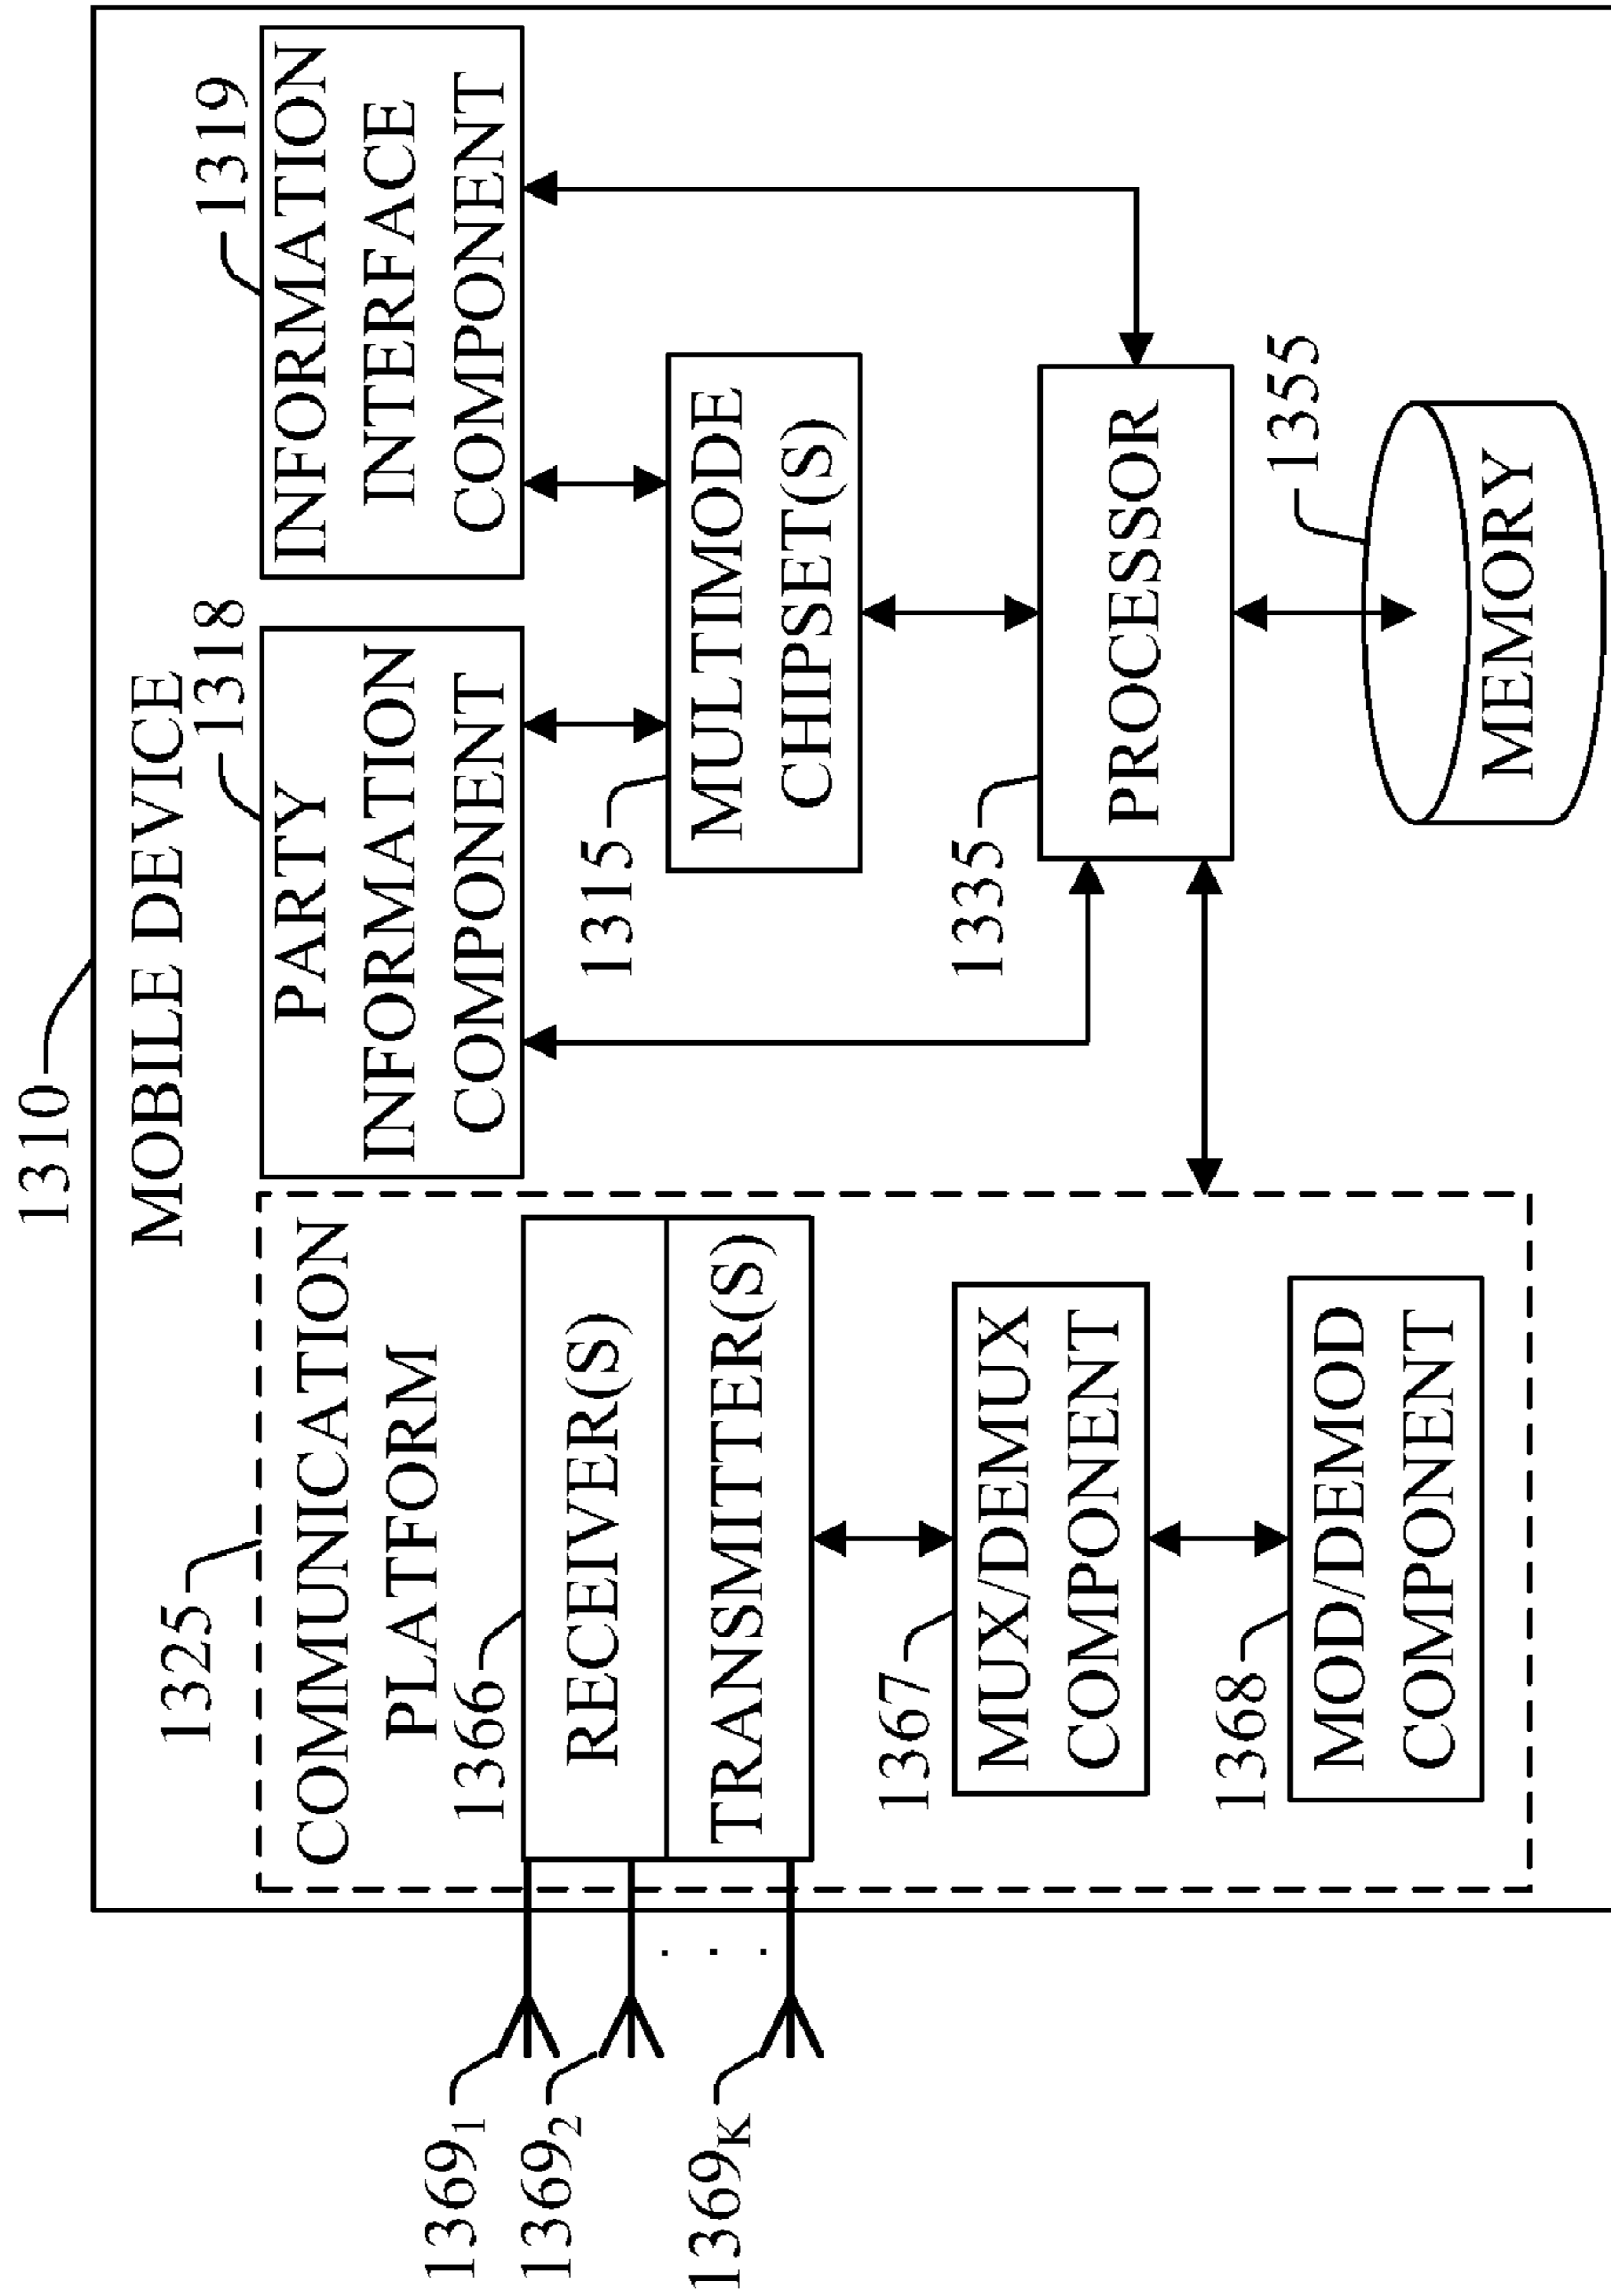 1310
MOBILE DEVICE
1325
COMMUNICATION
PLATFORM
1366
RECEIVER(S)
TRANSMITTER(S)
1367
MUX/DEMUX
COMPONENT
1368
MOD/DEMOD
COMPONENT
1369₁
1369₂
. . .
1369K
1318
PARTY
INFORMATION
COMPONENT
1319
INFORMATION
INTERFACE
COMPONENT
1315
MULTIMODE
CHIPSET(S)
1335
PROCESSOR
1355
MEMORY